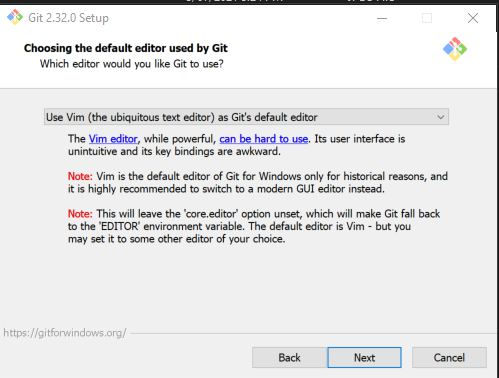 Git 2.32.0 Setup
Choosing the default editor used by Git
Which editor would you like Git to use?
Use Vim (the ubiquitous text editor) as Git's default editor
The Vim editor, while powerful, can be hard to use. Its user interface is
unintuitive and its key bindings are awkward.
Note: Vim is the default editor of Git for Windows only for historical reasons, and
it is highly recommended to switch to a modern GUI editor instead.
Note: This will leave the 'core.editor' option unset, which will make Git fall back
to the 'EDITOR' environment variable. The default editor is Vim - but you
may set it to some other editor of your choice.
https://gitforwindows.org/
Back
Next
Cancel